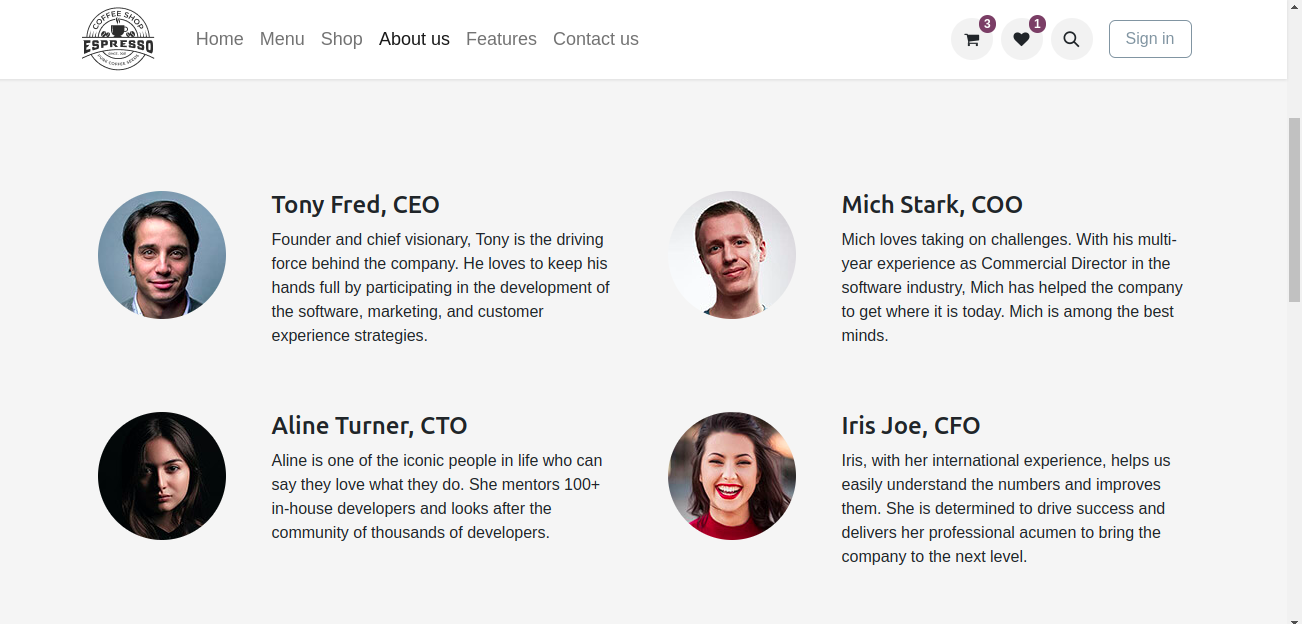 COFFEE SHOP
ESPRESSO
Home Menu Shop About us Features Contact us
3 1
Sign in
Tony Fred, CEO
Founder and chief visionary, Tony is the driving
force behind the company. He loves to keep his
hands full by participating in the development of
the software, marketing, and customer
experience strategies.
Mich Stark, COO
Mich loves taking on challenges. With his multi-
year experience as Commercial Director in the
software industry, Mich has helped the company
to get where it is today. Mich is among the best
minds.
Aline Turner, CTO
Aline is one of the iconic people in life who can
say they love what they do. She mentors 100+
in-house developers and looks after the
community of thousands of developers.
Iris Joe, CFO
Iris, with her international experience, helps us
easily understand the numbers and improves
them. She is determined to drive success and
delivers her professional acumen to bring the
company to the next level.